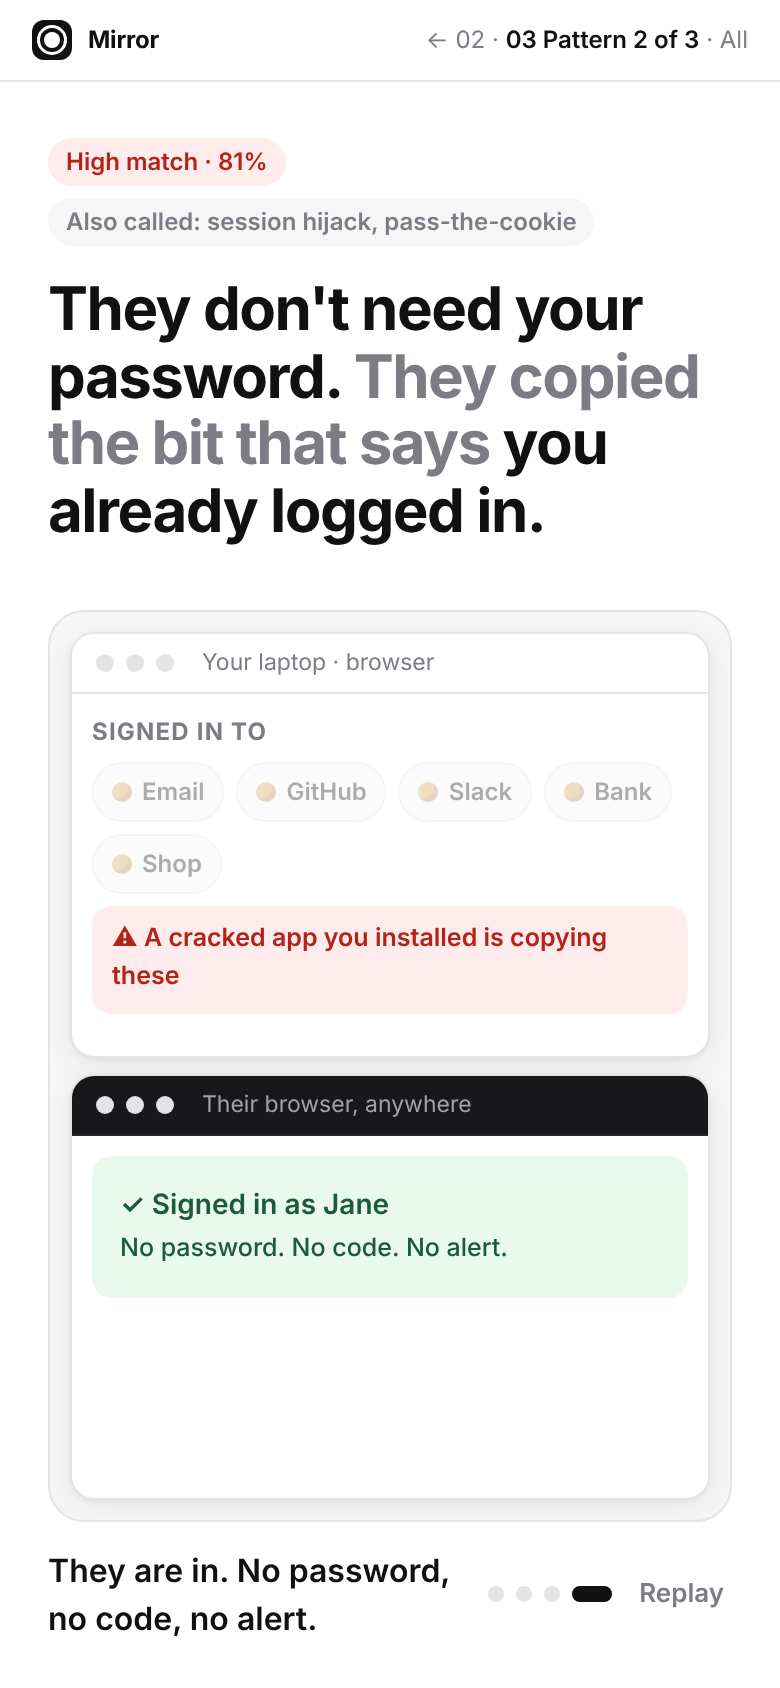 Mirror
← 02 · 03 Pattern 2 of 3 · All
High match · 81%
Also called: session hijack, pass-the-cookie
They don't need your
password. They copied
the bit that says you
already logged in.
Your laptop · browser
SIGNED IN TO
Email GitHub Slack Bank
Shop
⚠ A cracked app you installed is copying
these
Their browser, anywhere
✓ Signed in as Jane
No password. No code. No alert.
They are in. No password,
no code, no alert.
Replay